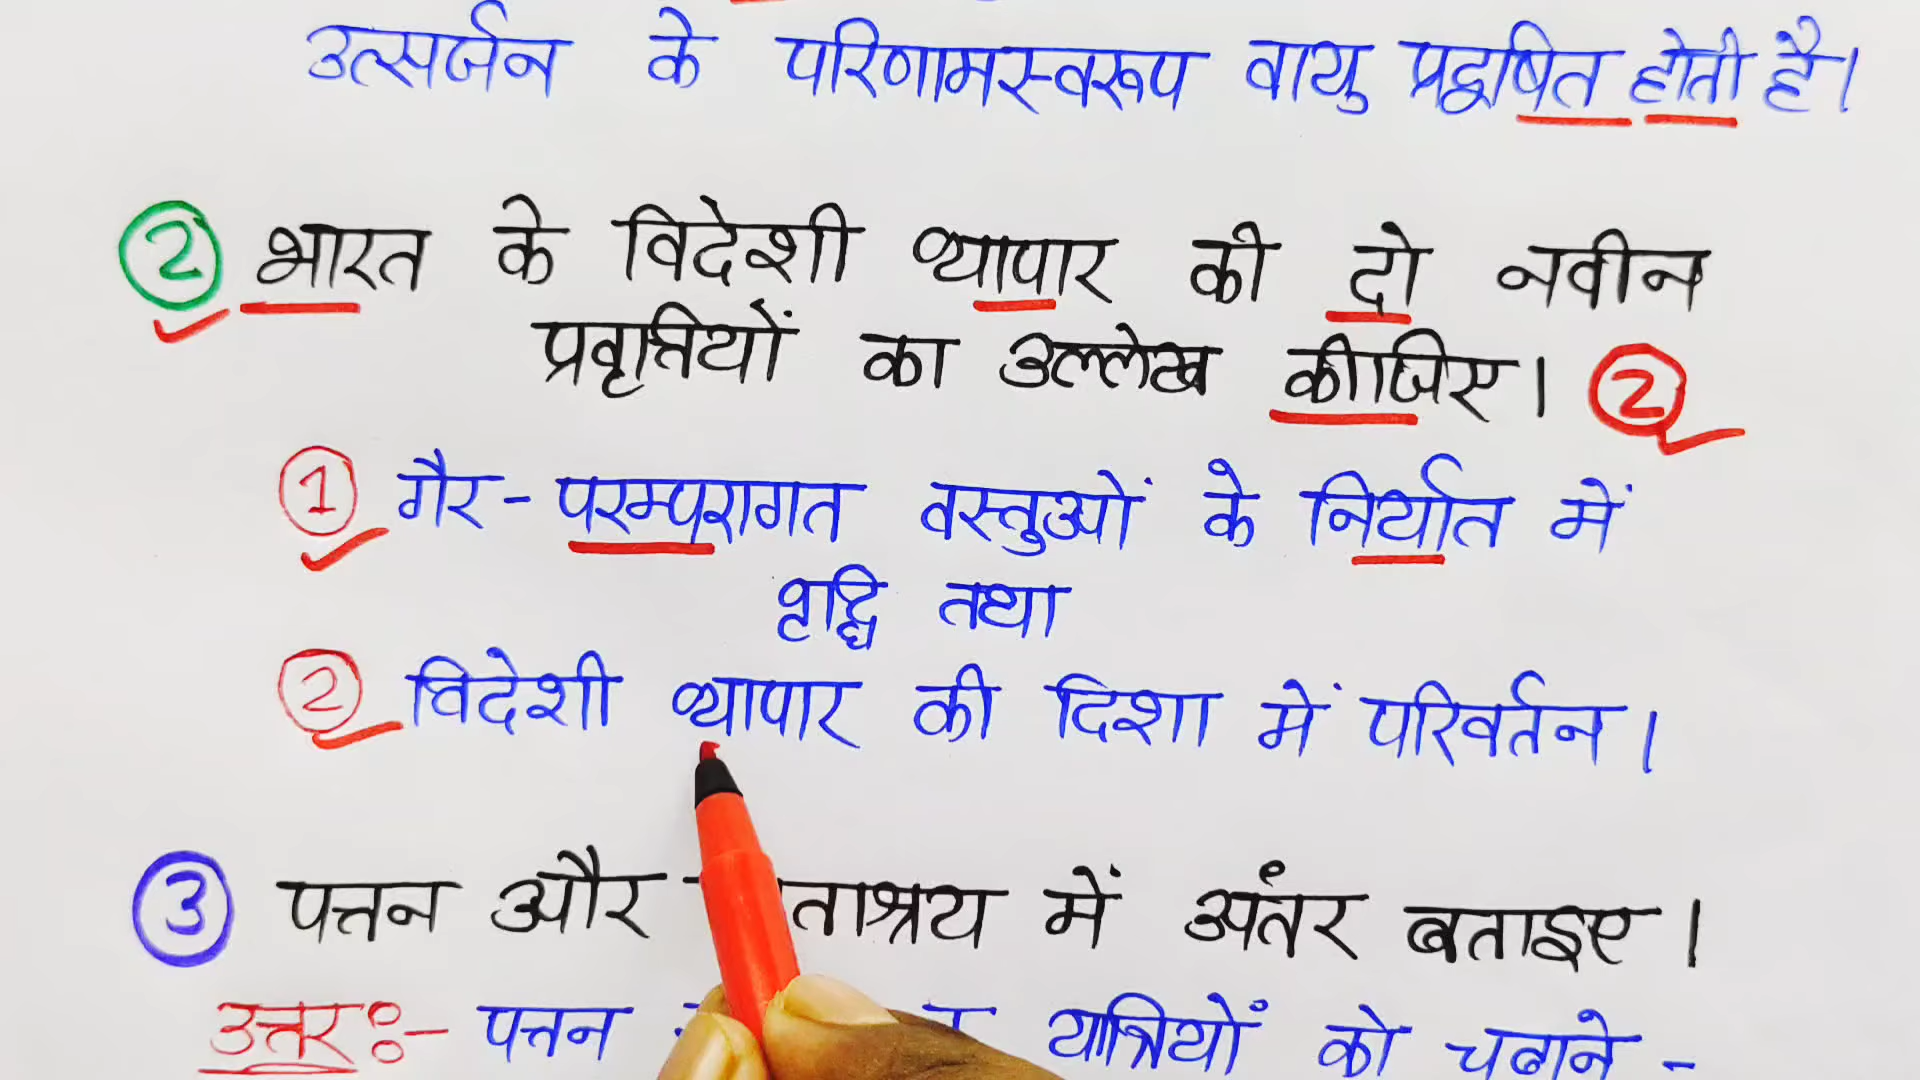 उत्सर्जन के परिणामस्वरूप वायु प्रदूषित होती है।
2 भारत के विदेशी व्यापार की दो नवीन
प्रवृत्तियों का उल्लेख कीजिए। 2
1 गैर-परम्परागत वस्तुओं के निर्यात में
वृद्धि तथा
2 विदेशी व्यापार की दिशा में परिवर्तन।
3 पत्तन और में अंतर बताइए।
उत्तर :- पत्तन यात्रियों को चढाने -